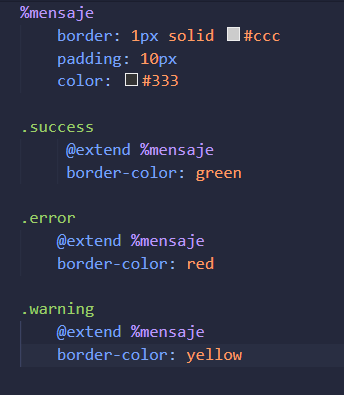 %mensaje
border: 1px solid #ccc
padding: 10px
color: #333
.success
@extend %mensaje
border-color: green
.error
@extend %mensaje
border-color: red
.warning
@extend %mensaje
border-color: yellow